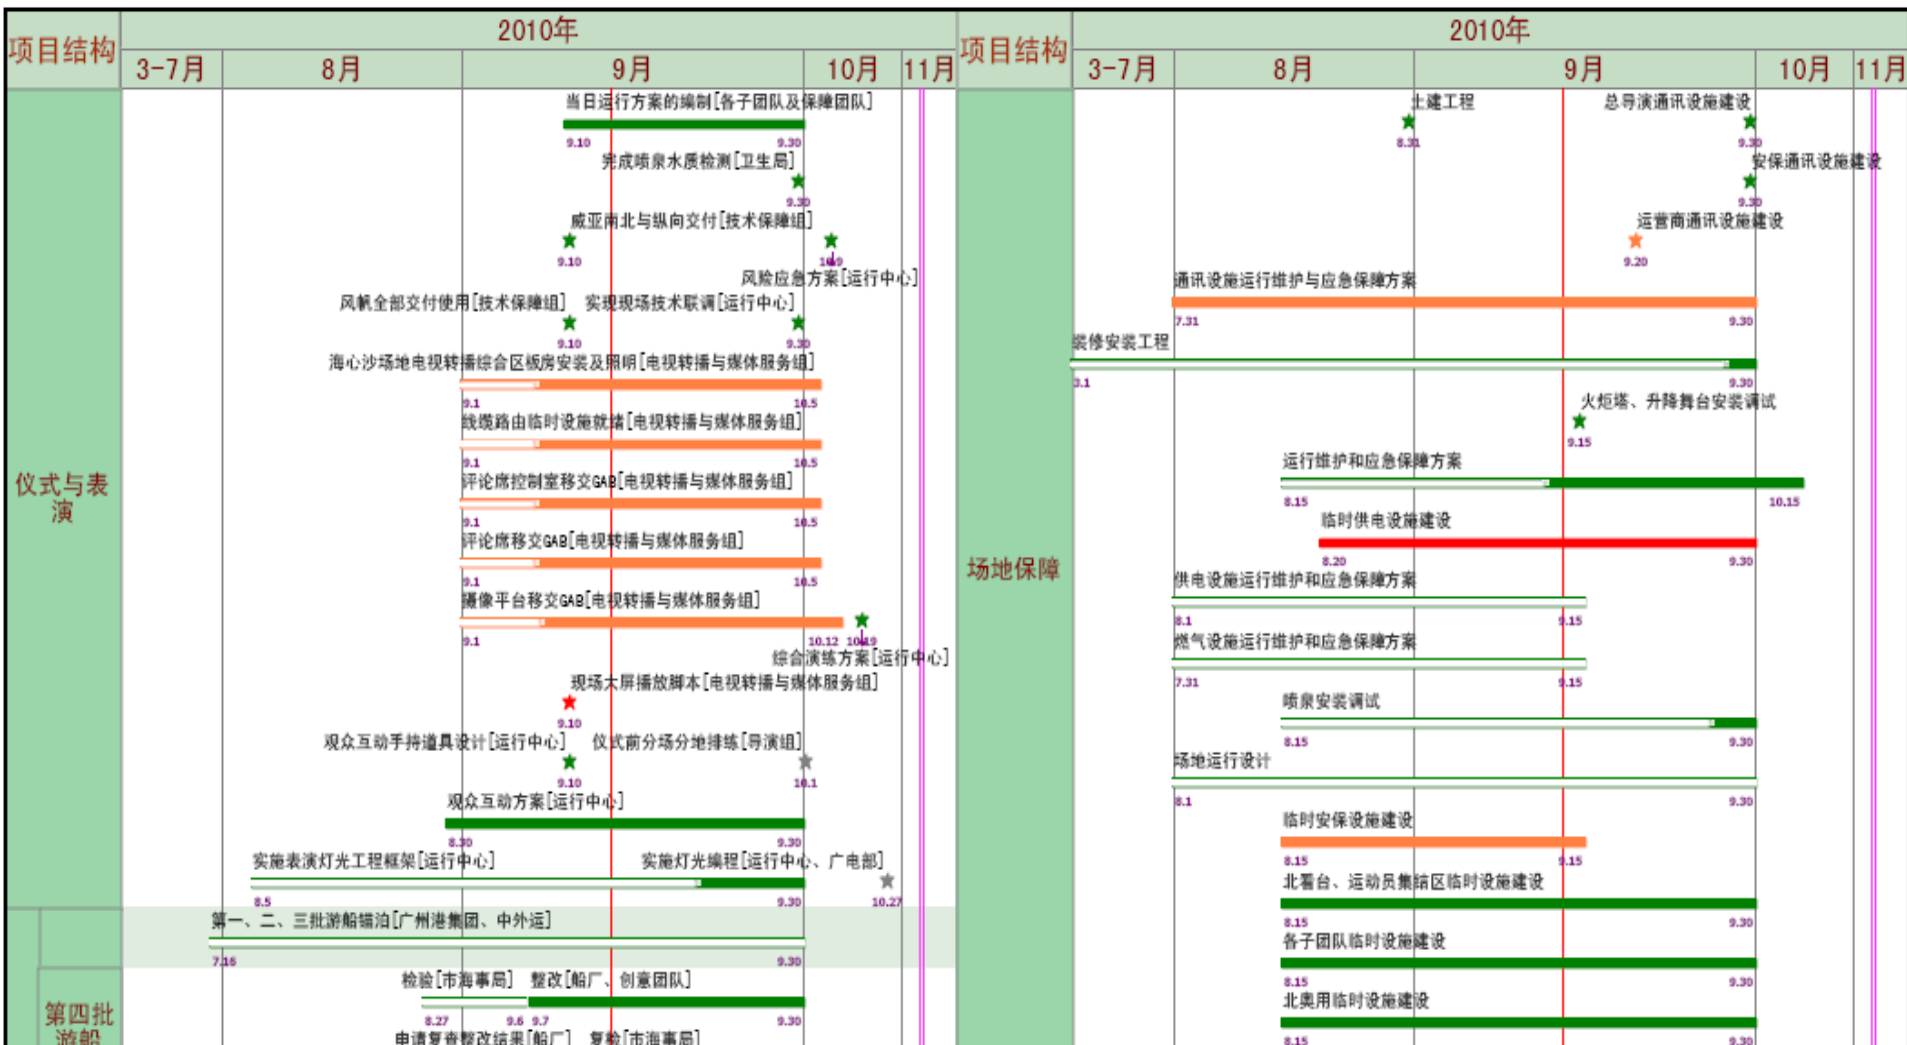 项目结构
2010年
3-7月 8月 9月 10月 11月
当日运行方案的编制[各子团队及保障团队]
9.10 9.30
完成喷泉水质检测[卫生局]
9.30
威亚南北与纵向交付[技术保障组]
9.10
风险应急方案[运行中心]
风帆全部交付使用[技术保障组] 实现现场技术联调[运行中心]
9.10 9.30
海心沙场地电视转播综合区板房安装及照明[电视转播与媒体服务组]
9.1 10.5
线缆路由临时设施就绪[电视转播与媒体服务组]
9.1 10.5
评论席控制室移交GAB[电视转播与媒体服务组]
9.1 10.5
评论席移交GAB[电视转播与媒体服务组]
9.1 10.5
摄像平台移交GAB[电视转播与媒体服务组]
9.1 10.12 10.19
综合演练方案[运行中心]
现场大屏播放脚本[电视转播与媒体服务组]
9.10
观众互动手持道具设计[运行中心] 仪式前分场分地排练[导演组]
9.10 10.1
观众互动方案[运行中心]
8.30 9.30
实施表演灯光工程框架[运行中心] 实施灯光编程[运行中心、广电部]
8.5 9.30 10.27
仪式与表
演
第一、二、三批游船锚泊[广州港集团、中外运]
7.16 9.30
检验[市海事局] 整改[船厂、创意团队]
8.27 9.6 9.7 9.30
第四批
游船
申请复查整改结果[船厂] 复检[市海事局]
项目结构
2010年
3-7月 8月 9月 10月 11月
土建工程 总导演通讯设施建设
8.31 9.30
安保通讯设施建设
9.30
运营商通讯设施建设
9.20
通讯设施运行维护与应急保障方案
7.31 9.30
装修安装工程
3.1 9.30
火炬塔、升降舞台安装调试
9.15
运行维护和应急保障方案
8.15 10.15
临时供电设施建设
8.20 9.30
场地保障
供电设施运行维护和应急保障方案
8.1 9.15
燃气设施运行维护和应急保障方案
7.31 9.15
喷泉安装调试
8.15 9.30
场地运行设计
8.1 9.30
临时安保设施建设
8.15 9.15
北看台、运动员集结区临时设施建设
8.15 9.30
各子团队临时设施建设
8.15 9.30
北奥用临时设施建设
8.15 9.30